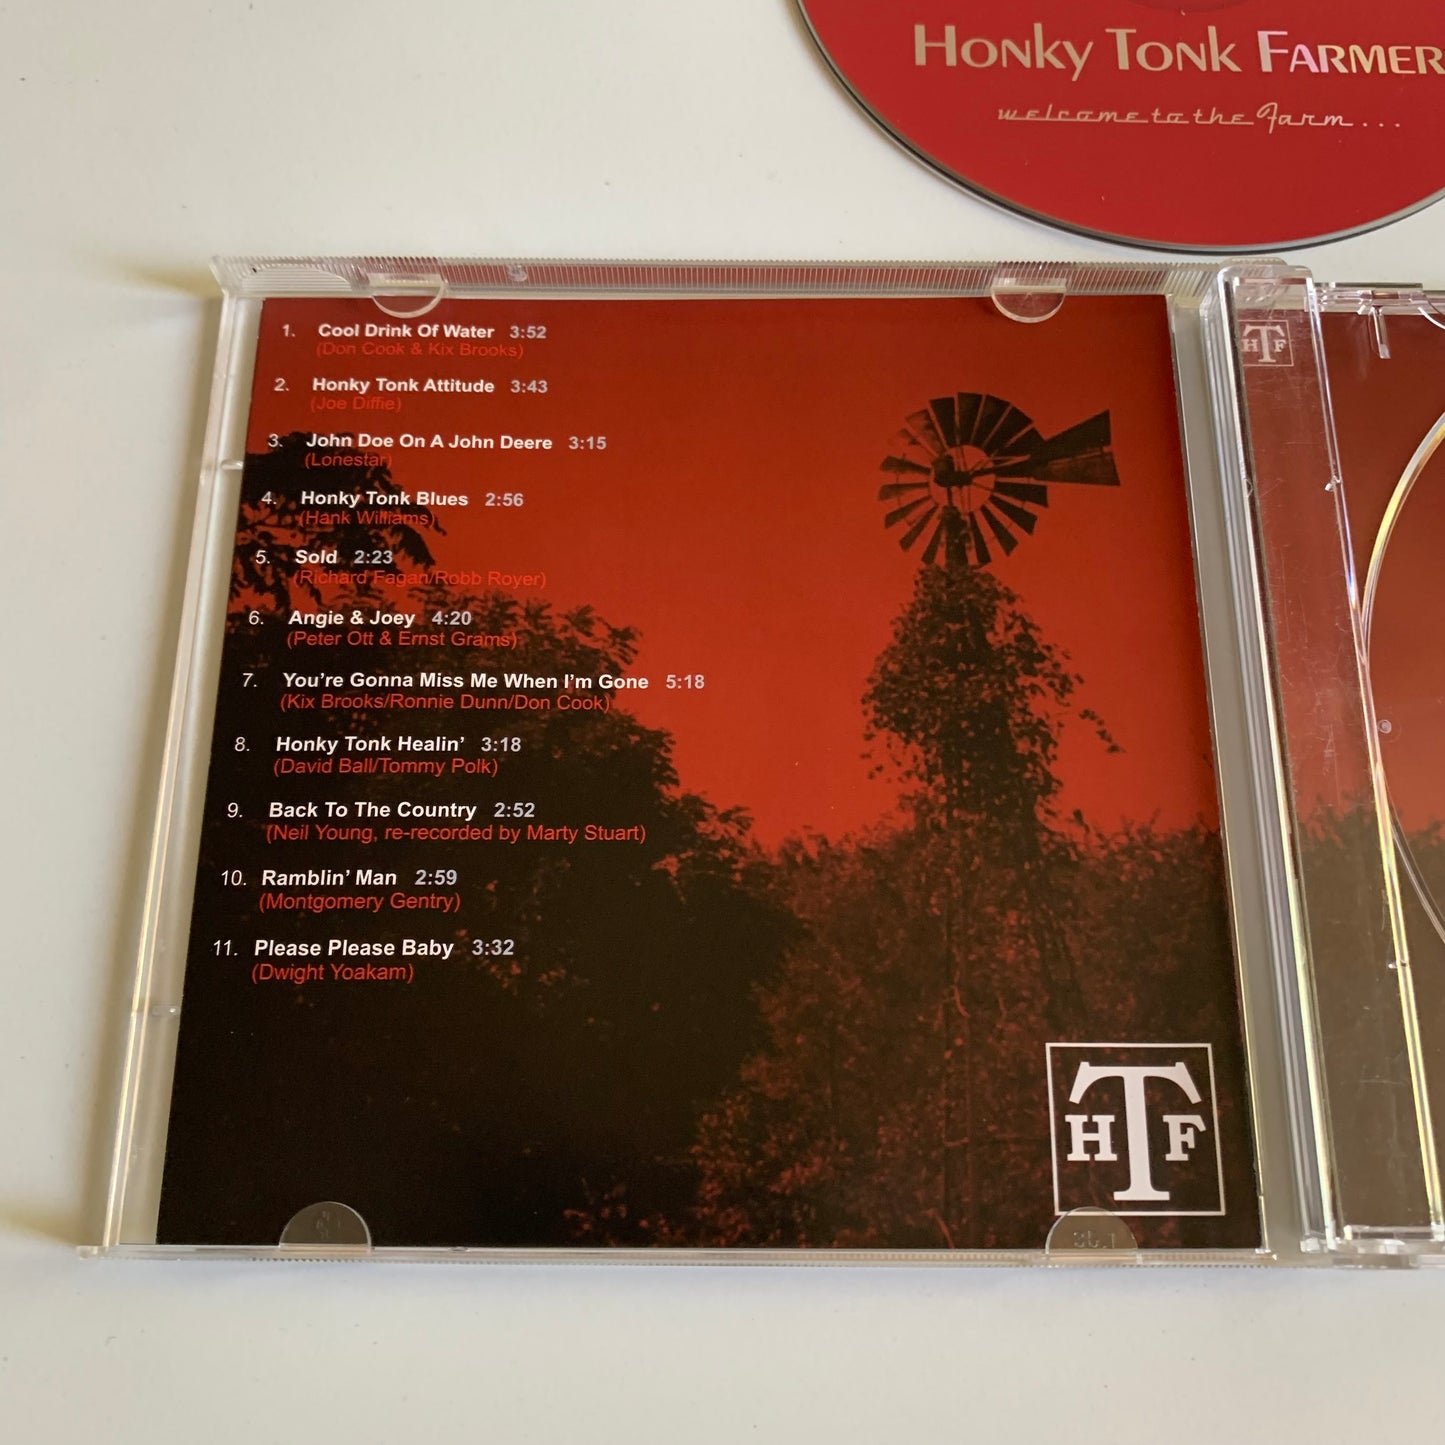 HONKY TONK FARMER
welcome to the Farm...
1. Cool Drink Of Water 3:52
(Don Cook & Kix Brooks)
2. Honky Tonk Attitude 3:43
(Joe Diffie)
3. John Doe On A John Deere 3:15
(Lonestar)
4. Honky Tonk Blues 2:56
(Hank Williams)
5. Sold 2:23
(Richard Fagan/Robb Royer)
6. Angie & Joey 4:20
(Peter Ott & Ernst Grams)
7. You're Gonna Miss Me When I'm Gone 5:18
(Kix Brooks/Ronnie Dunn/Don Cook)
8. Honky Tonk Healin' 3:18
(David Ball/Tommy Polk)
9. Back To The Country 2:52
(Neil Young, re-recorded by Marty Stuart)
10. Ramblin' Man 2:59
(Montgomery Gentry)
11. Please Please Baby 3:32
(Dwight Yoakam)
HTF
HTF